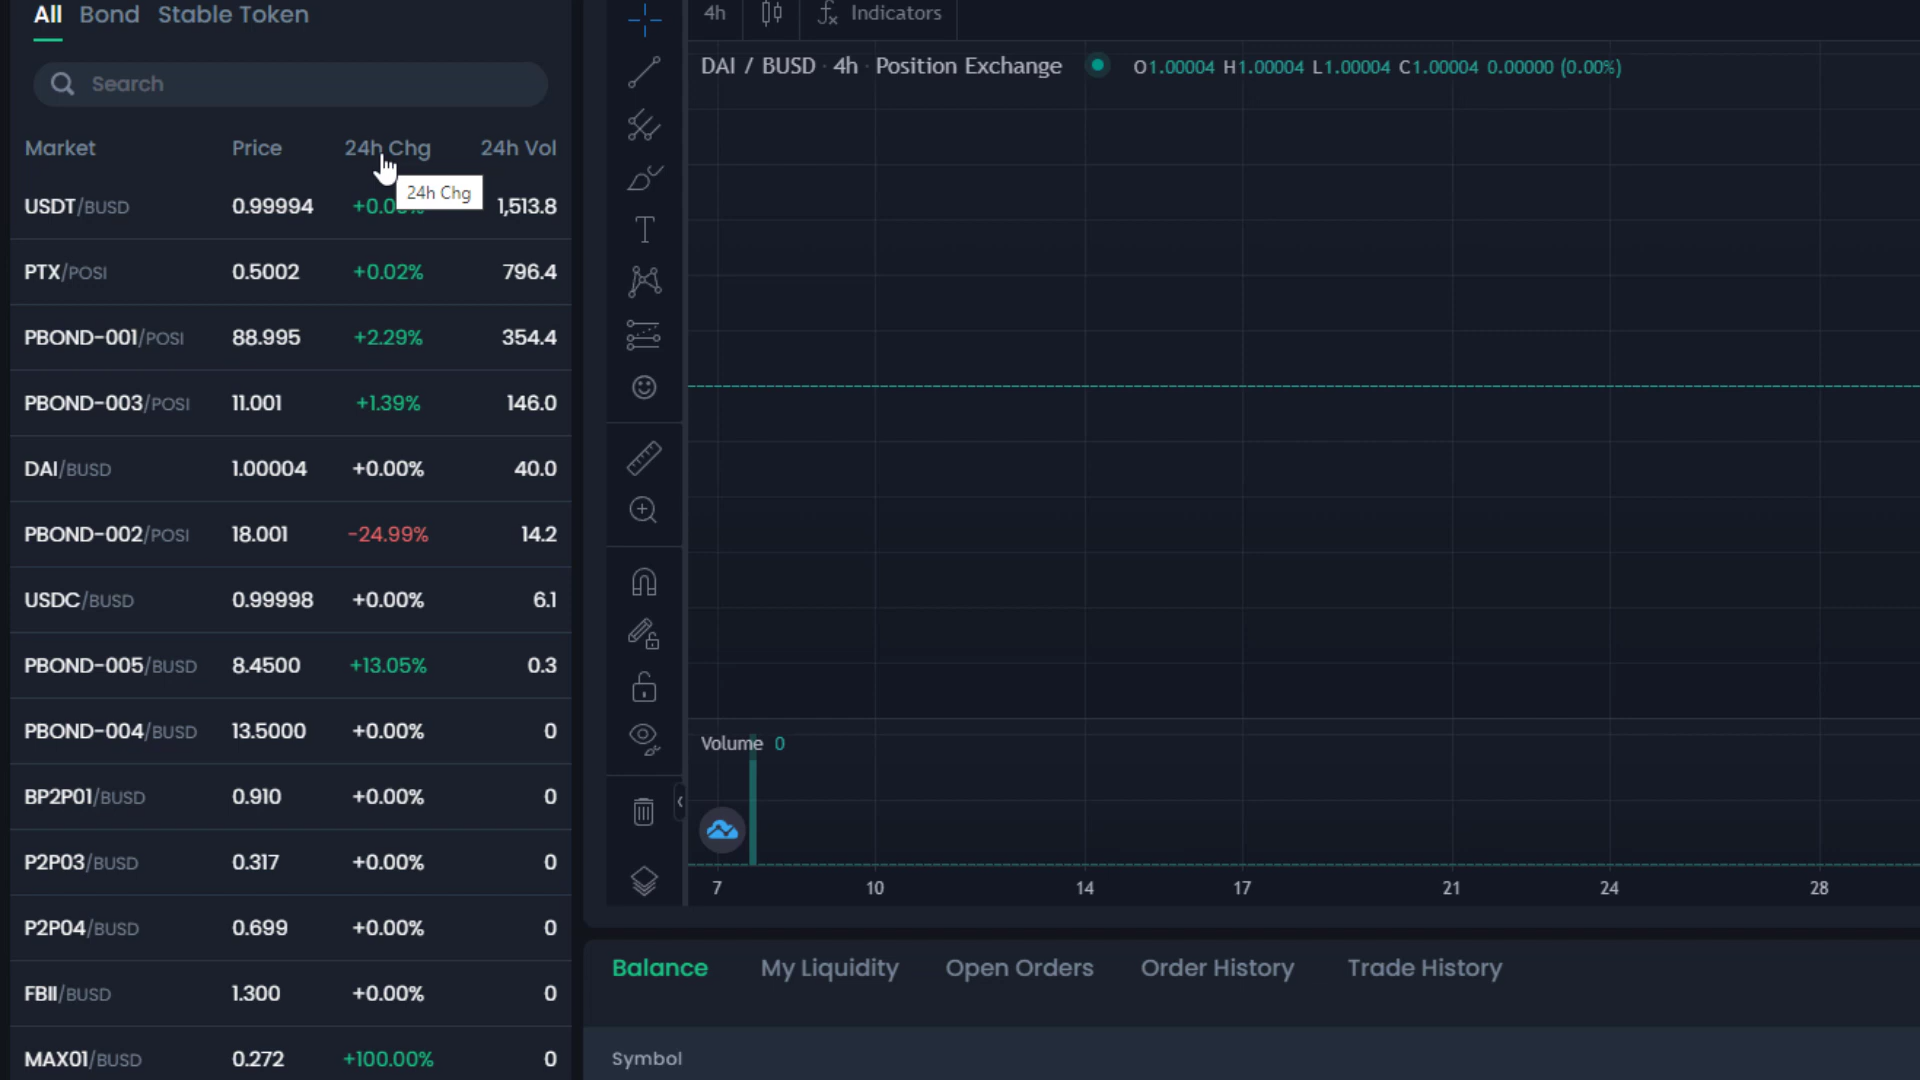 All Bond Stable Token
Search
Market Price 24h Chg 24h Vol
24h Chg
USDT/BUSD 0.99994 1,513.8
PTX/POSI 0.5002 +0.02% 796.4
PBOND-001/POSI 88.995 +2.29% 354.4
PBOND-003/POSI 11.001 +1.39% 146.0
DAI/BUSD 1.00004 +0.00% 40.0
PBOND-002/POSI 18.001 -24.99% 14.2
USDC/BUSD 0.99998 +0.00% 6.1
PBOND-005/BUSD 8.4500 +13.05% 0.3
PBOND-004/BUSD 13.5000 +0.00% 0
BP2P01/BUSD 0.910 +0.00% 0
P2P03/BUSD 0.317 +0.00% 0
P2P04/BUSD 0.699 +0.00% 0
FBII/BUSD 1.300 +0.00% 0
MAX01/BUSD 0.272 +100.00% 0
4h Indicators
DAI / BUSD · 4h · Position Exchange O1.00004 H1.00004 L1.00004 C1.00004 0.00000 (0.00%)
Volume 0
7 10 14 17 21 24 28
Balance My Liquidity Open Orders Order History Trade History
Symbol